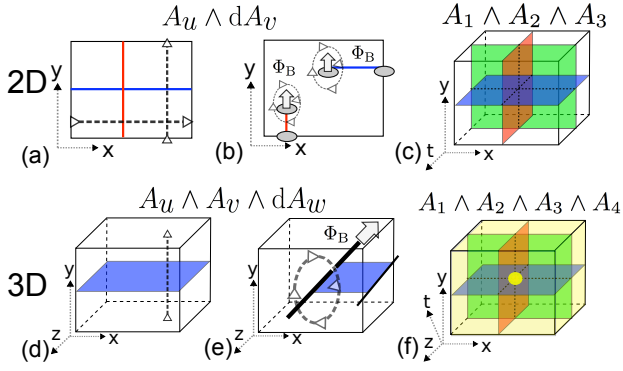 A_u ∧ dA_v
A_1 ∧ A_2 ∧ A_3
2D
y
x
(a)
Φ_B
Φ_B
y
x
(b)
y
t
x
(c)
A_u ∧ A_v ∧ dA_w
A_1 ∧ A_2 ∧ A_3 ∧ A_4
3D
y
z
x
(d)
Φ_B
y
z
x
(e)
y
t
z
x
(f)